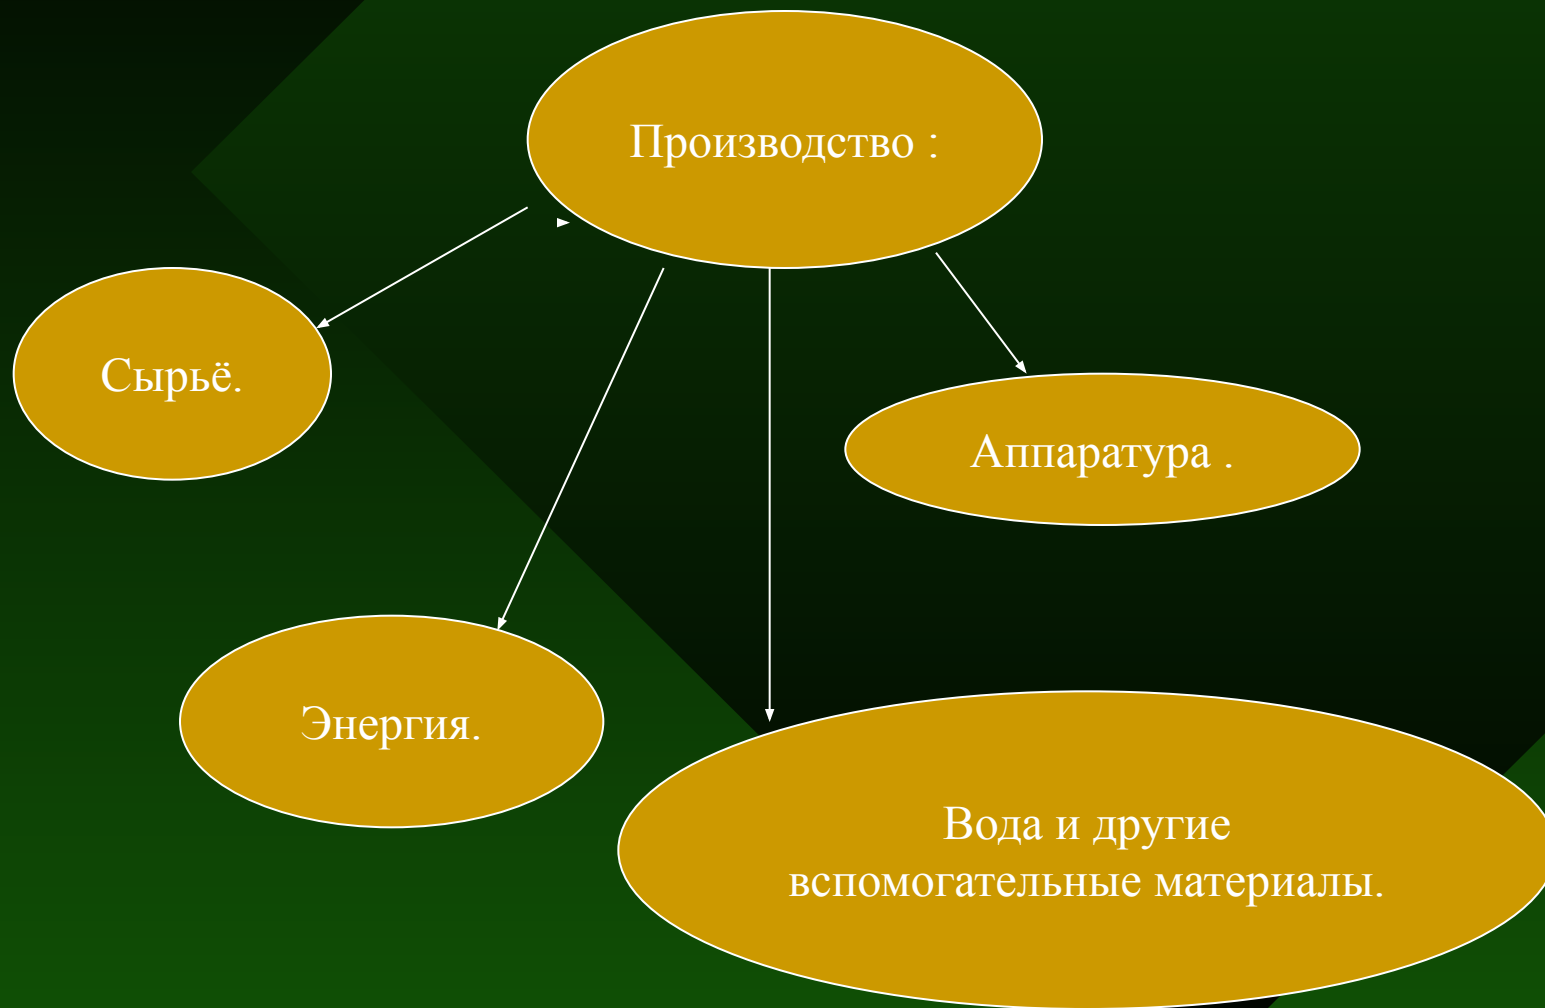 Производство :
Сырьё.
Аппаратура .
Энергия.
Вода и другие
вспомогательные материалы.